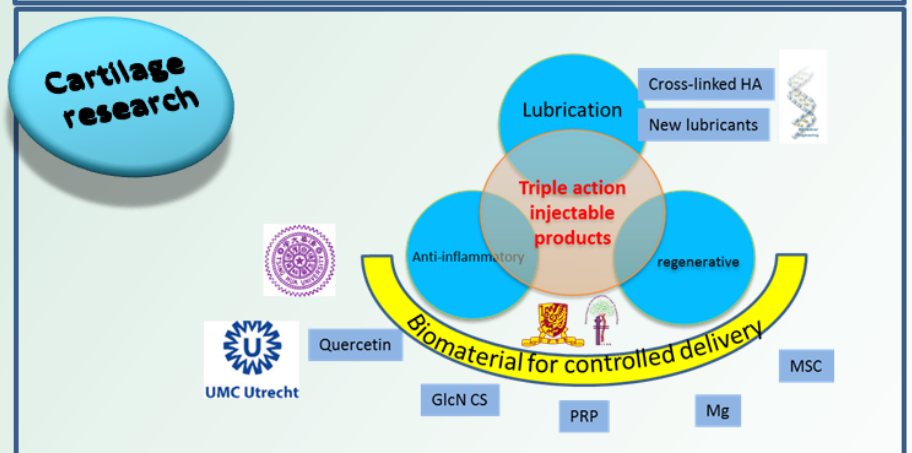 Cartilage
research
Lubrication
Cross-linked HA
New lubricants
Triple action
injectable
products
Anti-inflammatory
regenerative
Biomaterial for controlled delivery
UMC Utrecht
Quercetin
GlcN CS
PRP
Mg
MSC